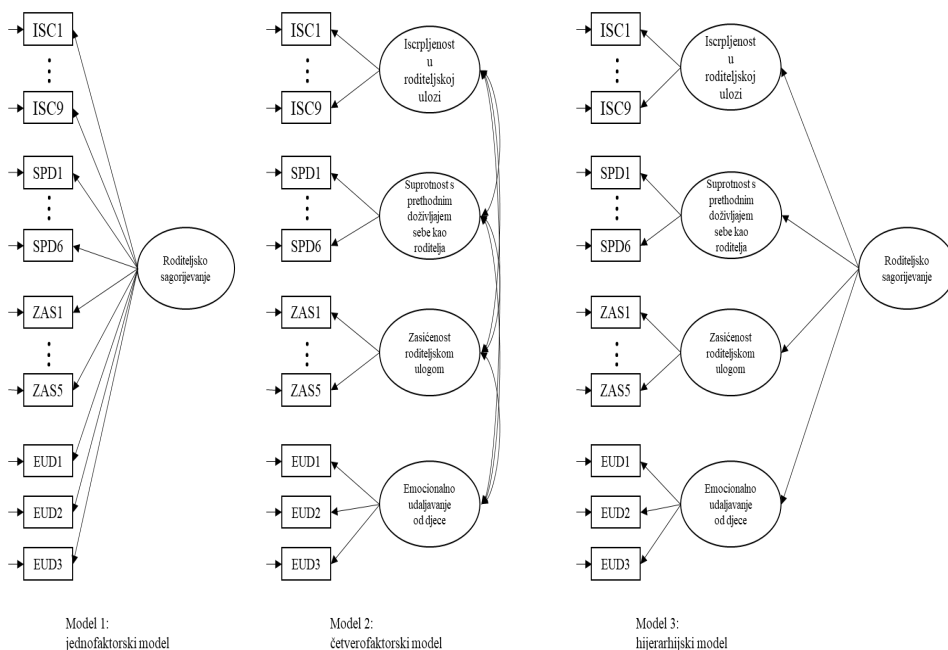 ISC1
ISC9
SPD1
SPD6
ZAS1
ZAS5
EUD1
EUD2
EUD3
Roditeljsko
sagorijevanje
Model 1:
jednofaktorski model
ISC1
ISC9
SPD1
SPD6
ZAS1
ZAS5
EUD1
EUD2
EUD3
Iscrpljenost
u
roditeljskoj
ulozi
Suprotnost s
prethodnim
doživljajem
sebe kao
roditelja
Zasićenost
roditeljskom
ulogom
Emocionalno
udaljavanje
od djece
Model 2:
četverofaktorski model
ISC1
ISC9
SPD1
SPD6
ZAS1
ZAS5
EUD1
EUD2
EUD3
Iscrpljenost
u
roditeljskoj
ulozi
Suprotnost s
prethodnim
doživljajem
sebe kao
roditelja
Zasićenost
roditeljskom
ulogom
Emocionalno
udaljavanje
od djece
Roditeljsko
sagorijevanje
Model 3:
hijerarhijski model